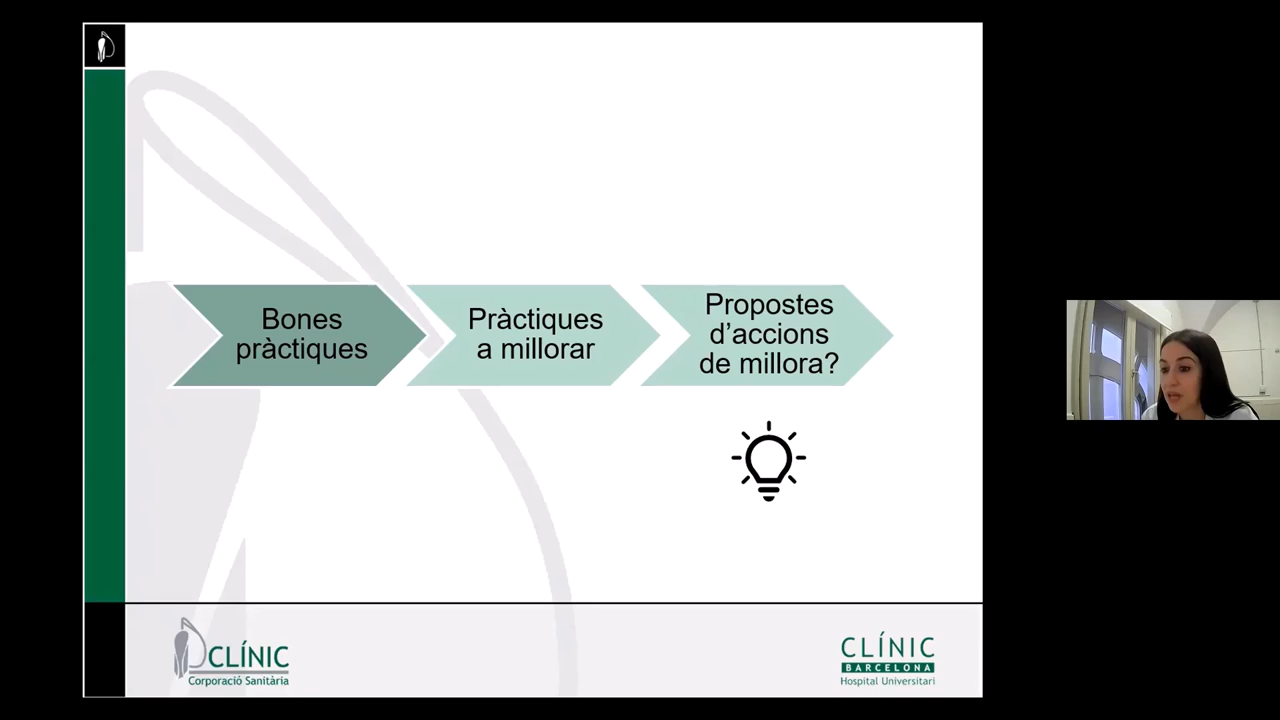 Bones
pràctiques
Pràctiques
a millorar
Propostes
d’accions
de millora?
CLÍNIC
Corporació Sanitària
CLÍNIC
BARCELONA
Hospital Universitari